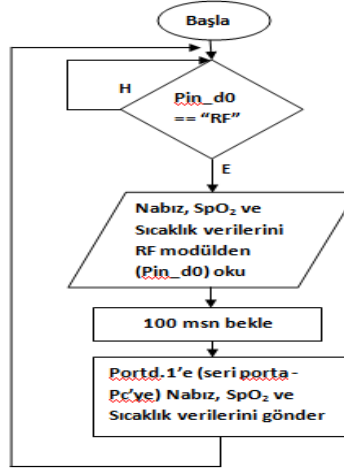 Başla
Pin_d0
== “RF”
H
E
Nabız, SpO₂ ve
Sıcaklık verilerini
RF modülden
(Pin_d0) oku
100 msn bekle
Portd.1’e (seri porta -
Pc’ye) Nabız, SpO₂ ve
Sıcaklık verilerini gönder